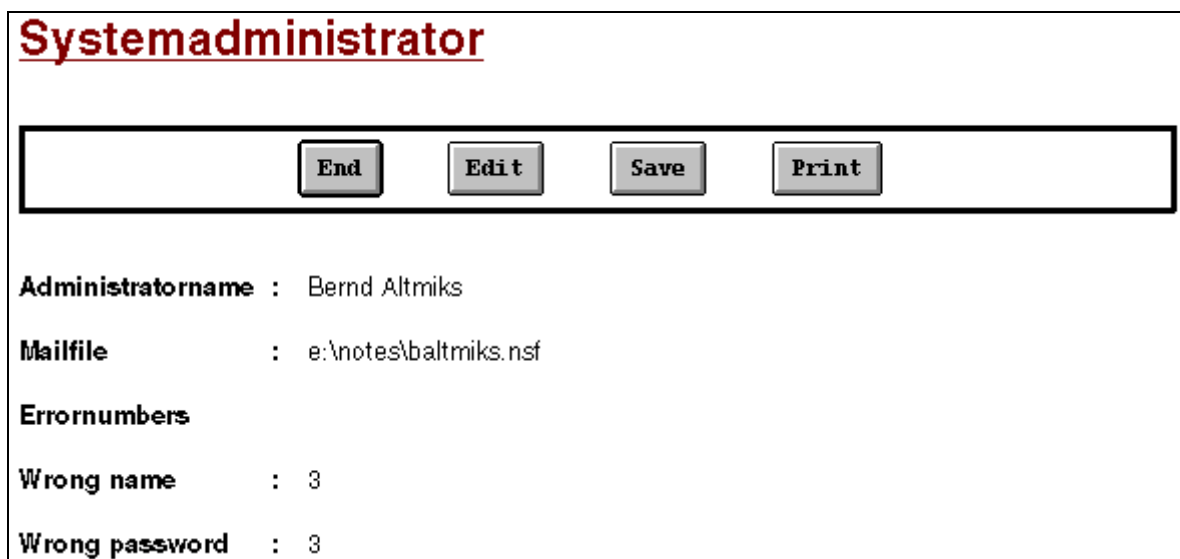 Systemadministrator
End Edit Save Print
Administratorname : Bernd Altmiks
Mailfile : e:\notes\baltmiks.nsf
Errornumbers
Wrong name : 3
Wrong password : 3